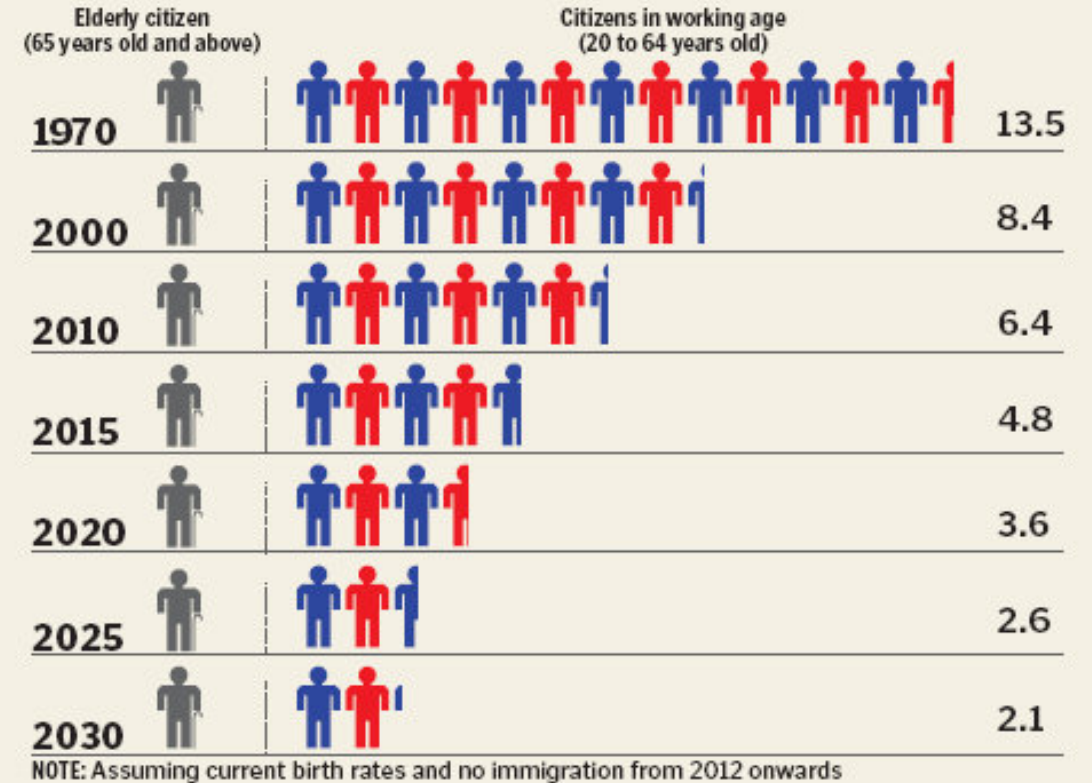 Elderly citizen
(65 years old and above)
Citizens in working age
(20 to 64 years old)
1970 13.5
2000 8.4
2010 6.4
2015 4.8
2020 3.6
2025 2.6
2030 2.1
NOTE: Assuming current birth rates and no immigration from 2012 onwards